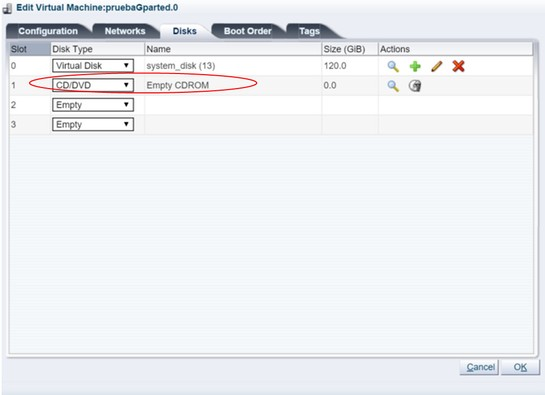 Edit Virtual Machine:pruebaGparted.0
Configuration Networks Disks Boot Order Tags
Slot Disk Type Name Size (GiB) Actions
0 Virtual Disk system_disk (13) 120.0
1 CD/DVD Empty CDROM 0.0
2 Empty
3 Empty
Cancel OK